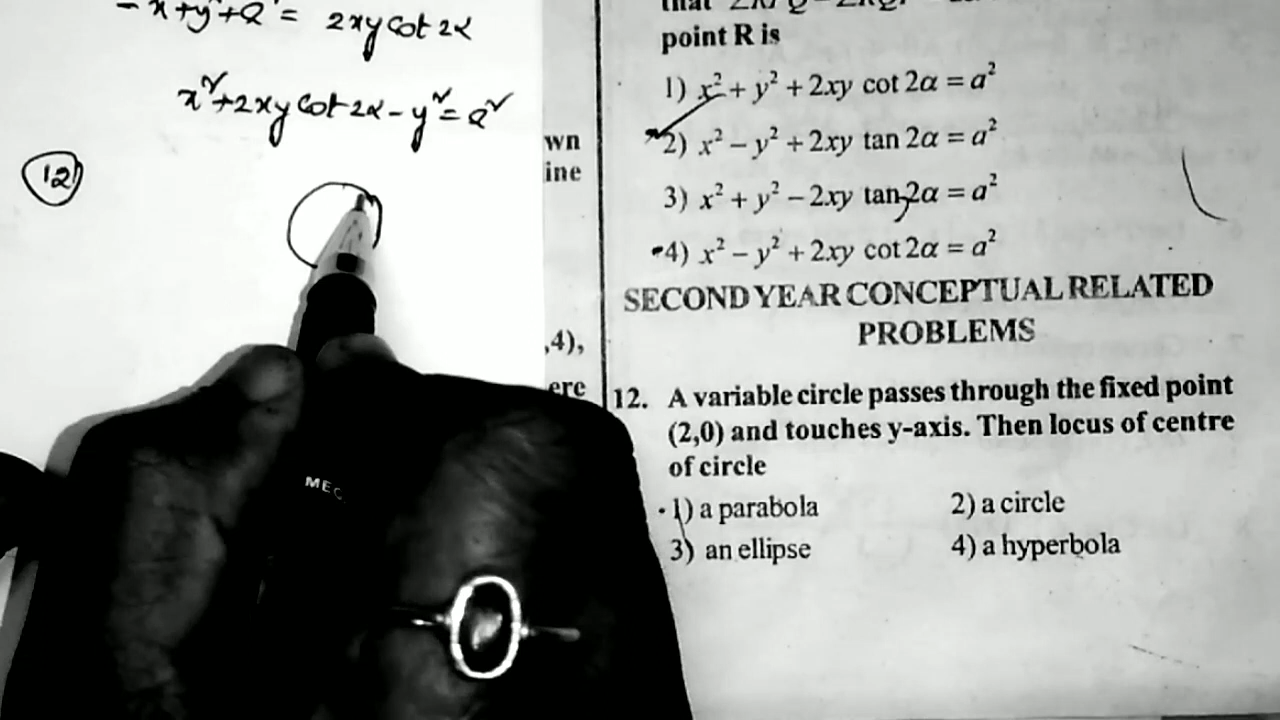 - x² + y² + a² = 2xy cot 2α
x² + 2xy cot 2α - y² = a²
12
wn
ine
,4),
ere
MEC
point R is
1) x² + y² + 2xy cot 2α = a²
2) x² − y² + 2xy tan 2α = a²
3) x² + y² − 2xy tan 2α = a²
4) x² − y² + 2xy cot 2α = a²
SECOND YEAR CONCEPTUAL RELATED
PROBLEMS
12. A variable circle passes through the fixed point
(2,0) and touches y-axis. Then locus of centre
of circle
1) a parabola 2) a circle
3) an ellipse 4) a hyperbola